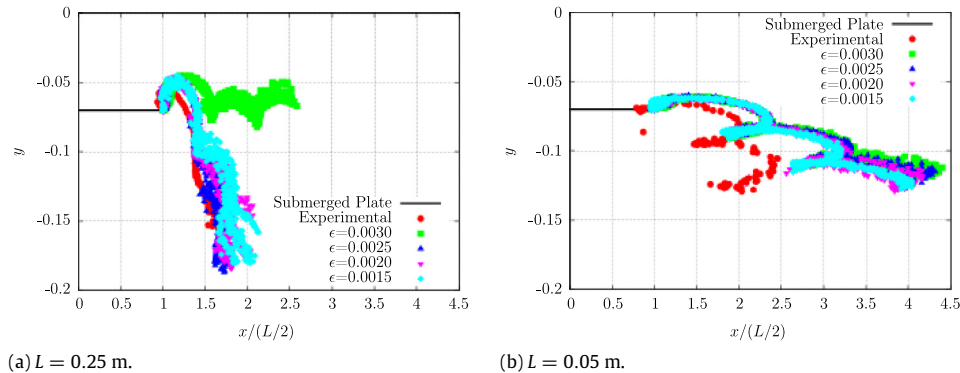 0
-0.05
-0.1
-0.15
-0.2
y
0 0.5 1 1.5 2 2.5 3 3.5 4 4.5
x/(L/2)
Submerged Plate
Experimental
ϵ=0.0030
ϵ=0.0025
ϵ=0.0020
ϵ=0.0015
(a) L = 0.25 m.
0
-0.05
-0.1
-0.15
-0.2
y
0 0.5 1 1.5 2 2.5 3 3.5 4 4.5
x/(L/2)
Submerged Plate
Experimental
ϵ=0.0030
ϵ=0.0025
ϵ=0.0020
ϵ=0.0015
(b) L = 0.05 m.